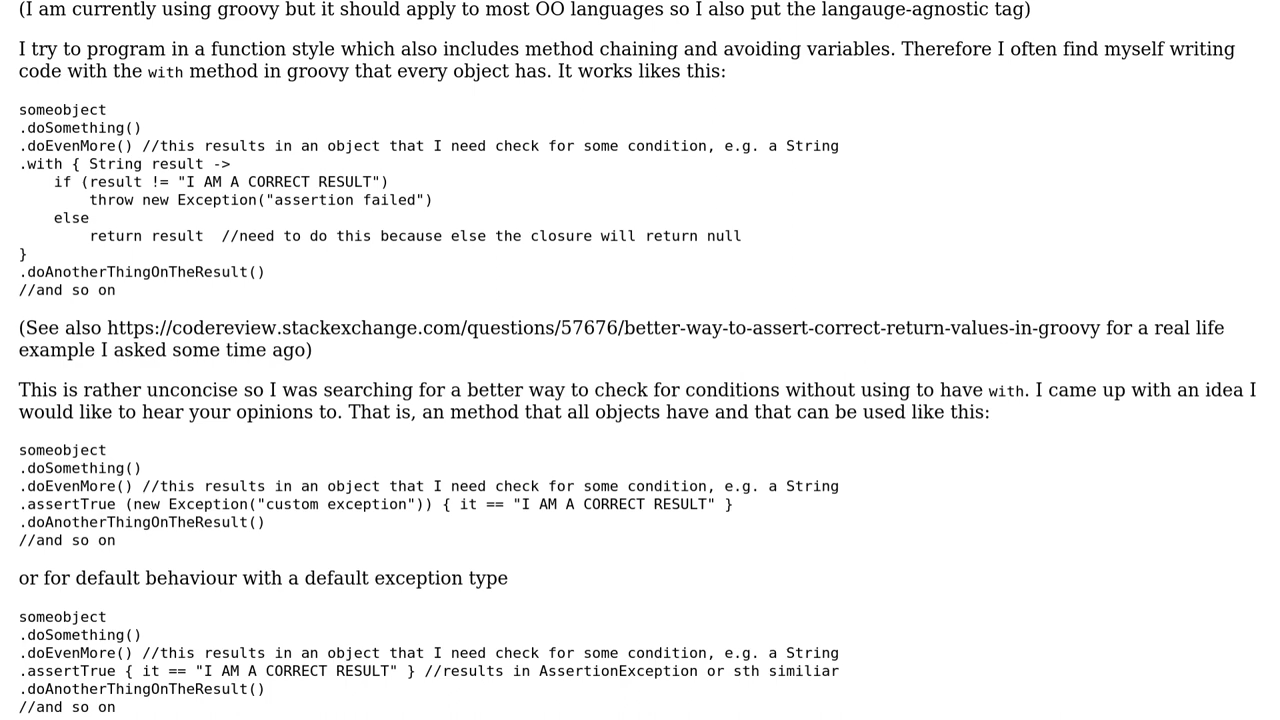 (I am currently using groovy but it should apply to most OO languages so I also put the langauge-agnostic tag)
I try to program in a function style which also includes method chaining and avoiding variables. Therefore I often find myself writing
code with the with method in groovy that every object has. It works likes this:
someobject
.doSomething()
.doEvenMore() //this results in an object that I need check for some condition, e.g. a String
.with { String result ->
    if (result != "I AM A CORRECT RESULT")
        throw new Exception("assertion failed")
    else
        return result  //need to do this because else the closure will return null
}
.doAnotherThingOnTheResult()
//and so on
(See also https://codereview.stackexchange.com/questions/57676/better-way-to-assert-correct-return-values-in-groovy for a real life
example I asked some time ago)
This is rather unconcise so I was searching for a better way to check for conditions without using to have with. I came up with an idea I
would like to hear your opinions to. That is, an method that all objects have and that can be used like this:
someobject
.doSomething()
.doEvenMore() //this results in an object that I need check for some condition, e.g. a String
.assertTrue (new Exception("custom exception")) { it == "I AM A CORRECT RESULT" }
.doAnotherThingOnTheResult()
//and so on
or for default behaviour with a default exception type
someobject
.doSomething()
.doEvenMore() //this results in an object that I need check for some condition, e.g. a String
.assertTrue { it == "I AM A CORRECT RESULT" } //results in AssertionException or sth similiar
.doAnotherThingOnTheResult()
//and so on